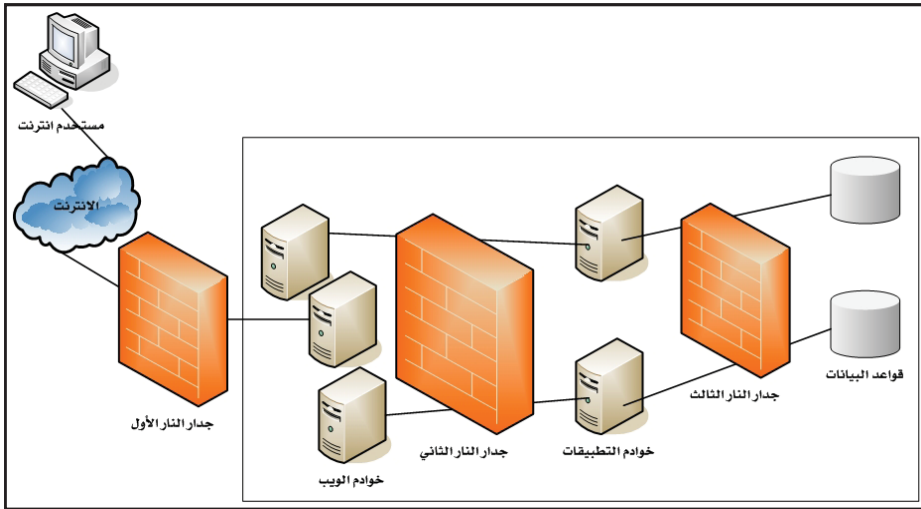 مستخدم انترنت
الانترنت
جدار النار الأول
خوادم الويب
جدار النار الثاني
خوادم التطبيقات
جدار النار الثالث
قواعد البيانات